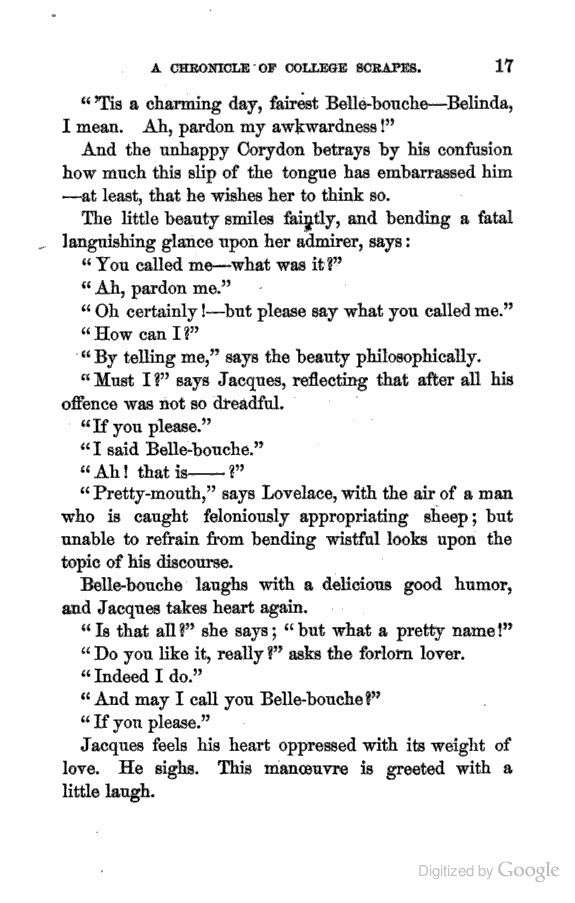 A CHRONICLE OF COLLEGE SCRAPES. 17
“'Tis a charming day, fairest Belle-bouche—Belinda,
I mean. Ah, pardon my awkwardness!”
And the unhappy Corydon betrays by his confusion
how much this slip of the tongue has embarrassed him
—at least, that he wishes her to think so.
The little beauty smiles faintly, and bending a fatal
languishing glance upon her admirer, says:
“You called me—what was it?”
“Ah, pardon me.”
“Oh certainly!—but please say what you called me.”
“How can I?”
“By telling me,” says the beauty philosophically.
“Must I?” says Jacques, reflecting that after all his
offence was not so dreadful.
“If you please.”
“I said Belle-bouche.”
“Ah! that is—— ?”
“Pretty-mouth,” says Lovelace, with the air of a man
who is caught feloniously appropriating sheep; but
unable to refrain from bending wistful looks upon the
topic of his discourse.
Belle-bouche laughs with a delicious good humor,
and Jacques takes heart again.
“Is that all?” she says; “but what a pretty name!”
“Do you like it, really?” asks the forlorn lover.
“Indeed I do.”
“And may I call you Belle-bouche?”
“If you please.”
Jacques feels his heart oppressed with its weight of
love. He sighs. This manœuvre is greeted with a
little laugh.
Digitized by Google